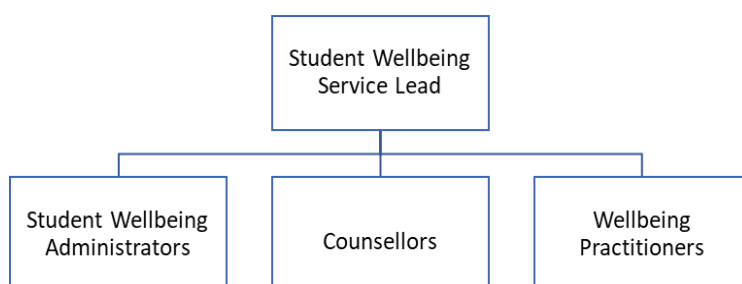 Student Wellbeing
Service Lead
Student Wellbeing
Administrators
Counsellors
Wellbeing
Practitioners